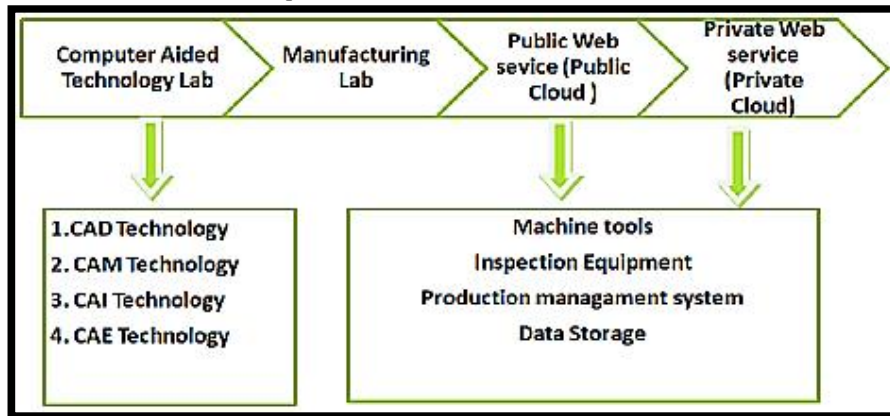 Computer Aided
Technology Lab
Manufacturing
Lab
Public Web
sevice (Public
Cloud )
Private Web
service
(Private
Cloud)
1.CAD Technology
2. CAM Technology
3. CAI Technology
4. CAE Technology
Machine tools
Inspection Equipment
Production managament system
Data Storage